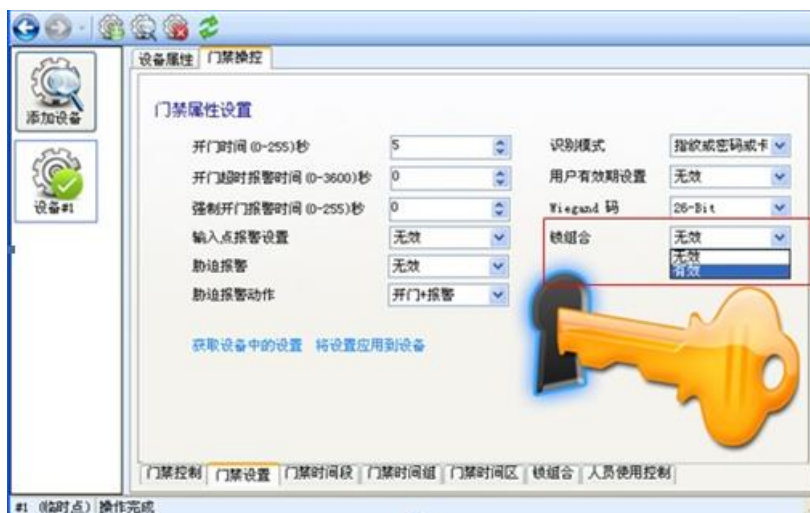 设备属性 门禁操控
添加设备
设备#1
门禁属性设置
开门时间(0-255)秒 5 识别模式 指纹或密码或卡
开门超时报警时间(0-3600)秒 0 用户有效期设置 无效
强制开门报警时间(0-255)秒 0 Wiegand 码 26-Bit
输入点报警设置 无效 锁组合 无效
无效
有效
胁迫报警 无效
胁迫报警动作 开门+报警
获取设备中的设置 将设置应用到设备
门禁控制 门禁设置 门禁时间段 门禁时间组 门禁时间区 锁组合 人员使用控制
#1 (临时点) 操作完成